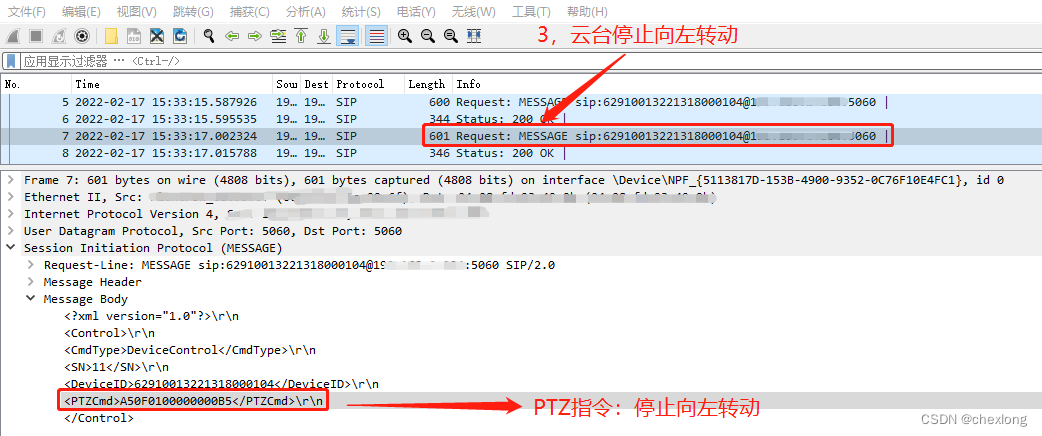 文件(F) 编辑(E) 视图(V) 跳转(G) 捕获(C) 分析(A) 统计(S) 电话(Y) 无线(W) 工具(T) 帮助(H)
3，云台停止向左转动
应用显示过滤器 … <Ctrl-/>
No. Time Sou Dest Protocol Length Info
5 2022-02-17 15:33:15.587926 19… 19… SIP 600 Request: MESSAGE sip:62910013221318000104@19 5060 |
6 2022-02-17 15:33:15.595535 19… 19… SIP 344 Status: 200 OK |
7 2022-02-17 15:33:17.002324 19… 19… SIP 601 Request: MESSAGE sip:62910013221318000104@1 5060 |
8 2022-02-17 15:33:17.015788 19… 19… SIP 346 Status: 200 OK |
Frame 7: 601 bytes on wire (4808 bits), 601 bytes captured (4808 bits) on interface \Device\NPF_{5113817D-153B-4900-9352-0C76F10E4FC1}, id 0
Ethernet II, Src:
Internet Protocol Version 4,
User Datagram Protocol, Src Port: 5060, Dst Port: 5060
Session Initiation Protocol (MESSAGE)
Request-Line: MESSAGE sip:62910013221318000104@19 :5060 SIP/2.0
Message Header
Message Body
<?xml version="1.0"?>\r\n
<Control>\r\n
<CmdType>DeviceControl</CmdType>\r\n
<SN>11</SN>\r\n
<DeviceID>62910013221318000104</DeviceID>\r\n
<PTZCmd>A50F0100000000B5</PTZCmd>\r\n
PTZ指令：停止向左转动
</Control>
CSDN @chexlong